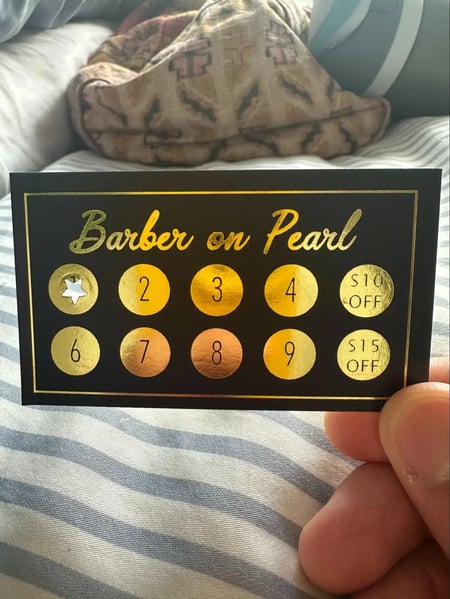 Barber on Pearl
2 3 4 $10 OFF
6 7 8 9 $15 OFF